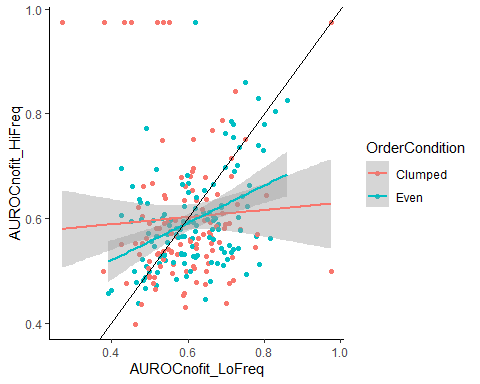 1.0
0.8
0.6
0.4
AUROCnofit_HiFreq
0.4
0.6
0.8
1.0
AUROCnofit_LoFreq
OrderCondition
Clumped
Even